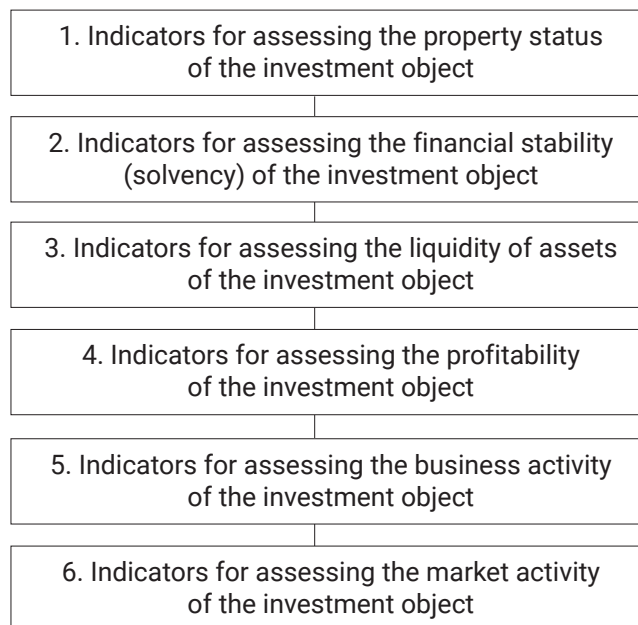 1. Indicators for assessing the property status
of the investment object
2. Indicators for assessing the financial stability
(solvency) of the investment object
3. Indicators for assessing the liquidity of assets
of the investment object
4. Indicators for assessing the profitability
of the investment object
5. Indicators for assessing the business activity
of the investment object
6. Indicators for assessing the market activity
of the investment object